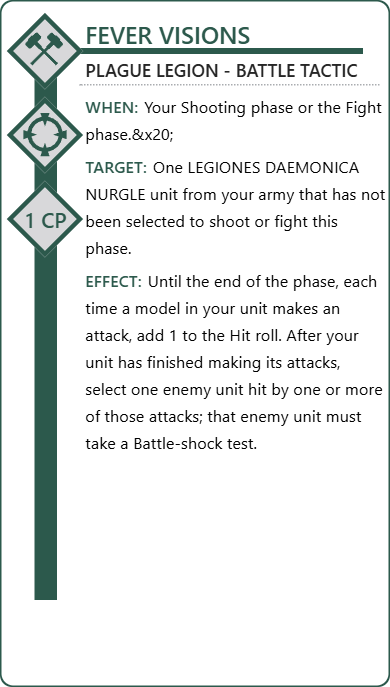 FEVER VISIONS
PLAGUE LEGION - BATTLE TACTIC
WHEN: Your Shooting phase or the Fight
phase.&x20;
TARGET: One LEGIONES DAEMONICA
NURGLE unit from your army that has not
been selected to shoot or fight this
phase.
1 CP
EFFECT: Until the end of the phase, each
time a model in your unit makes an
attack, add 1 to the Hit roll. After your
unit has finished making its attacks,
select one enemy unit hit by one or more
of those attacks; that enemy unit must
take a Battle-shock test.